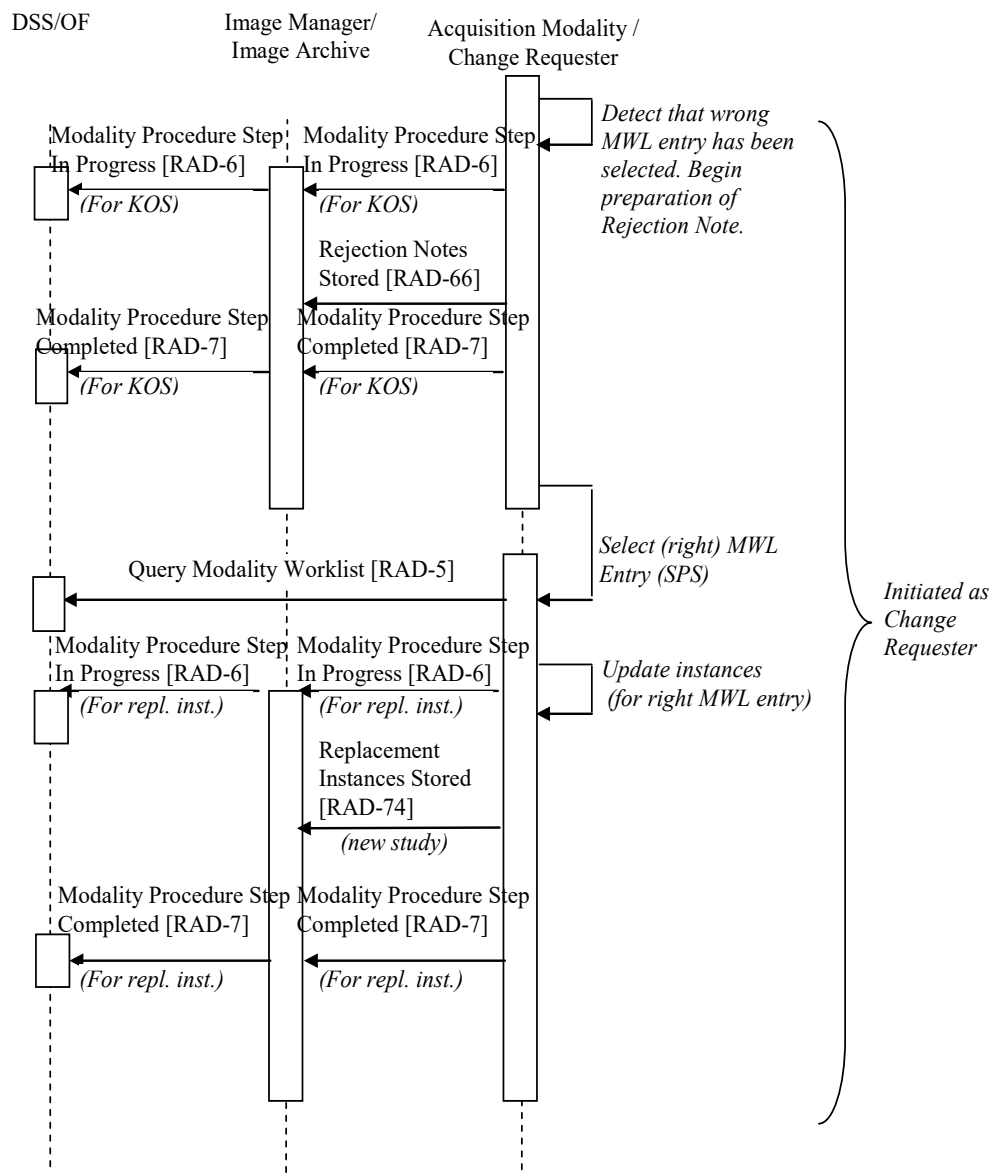 DSS/OF
Image Manager/
Image Archive
Acquisition Modality /
Change Requester
Detect that wrong
MWL entry has been
selected. Begin
preparation of
Rejection Note.
Modality Procedure Step
In Progress [RAD-6]
(For KOS)
Modality Procedure Step
In Progress [RAD-6]
(For KOS)
Rejection Notes
Stored [RAD-66]
Modality Procedure Step
Completed [RAD-7]
(For KOS)
Modality Procedure Step
Completed [RAD-7]
(For KOS)
Select (right) MWL
Entry (SPS)
Query Modality Worklist [RAD-5]
Initiated as
Change
Requester
Modality Procedure Step
In Progress [RAD-6]
(For repl. inst.)
Modality Procedure Step
In Progress [RAD-6]
(For repl. inst.)
Update instances
(for right MWL entry)
Replacement
Instances Stored
[RAD-74]
(new study)
Modality Procedure Step
Completed [RAD-7]
(For repl. inst.)
Modality Procedure Step
Completed [RAD-7]
(For repl. inst.)